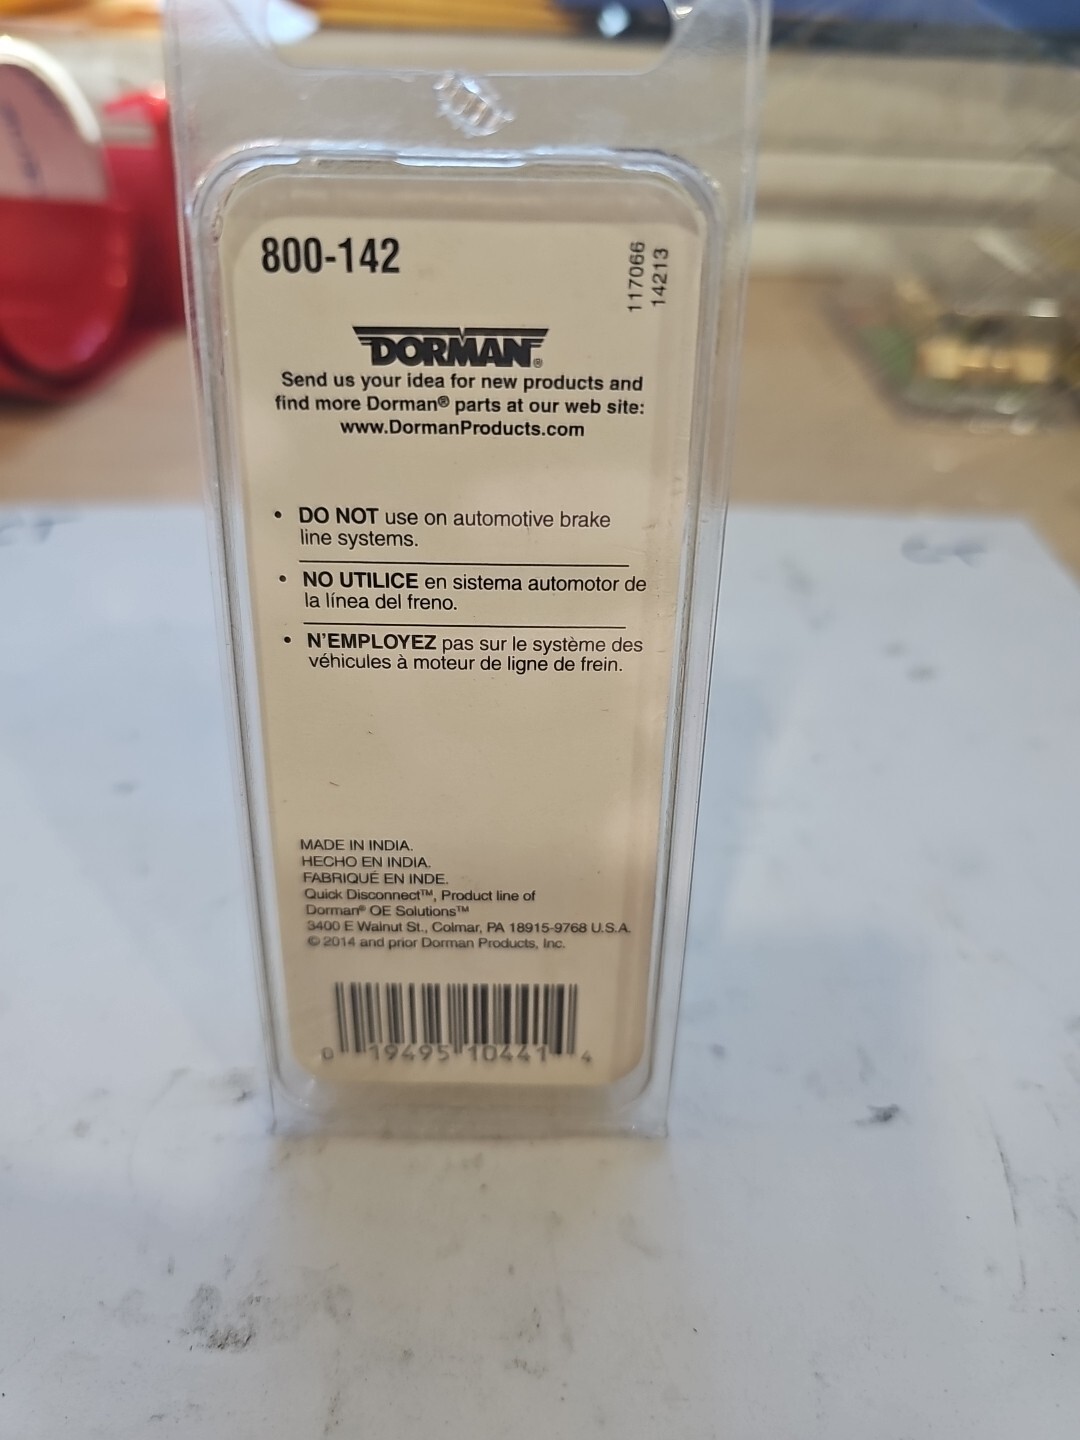 800-142
117066
14213
DORMAN®
Send us your idea for new products and
find more Dorman® parts at our web site:
www.DormanProducts.com
• DO NOT use on automotive brake
line systems.
• NO UTILICE en sistema automotor de
la línea del freno.
• N'EMPLOYEZ pas sur le système des
véhicules à moteur de ligne de frein.
MADE IN INDIA.
HECHO EN INDIA.
FABRIQUÉ EN INDE.
Quick Disconnect™, Product line of
Dorman® OE Solutions™
3400 E Walnut St., Colmar, PA 18915-9768 U.S.A.
© 2014 and prior Dorman Products, Inc.
0 19495 10441 4